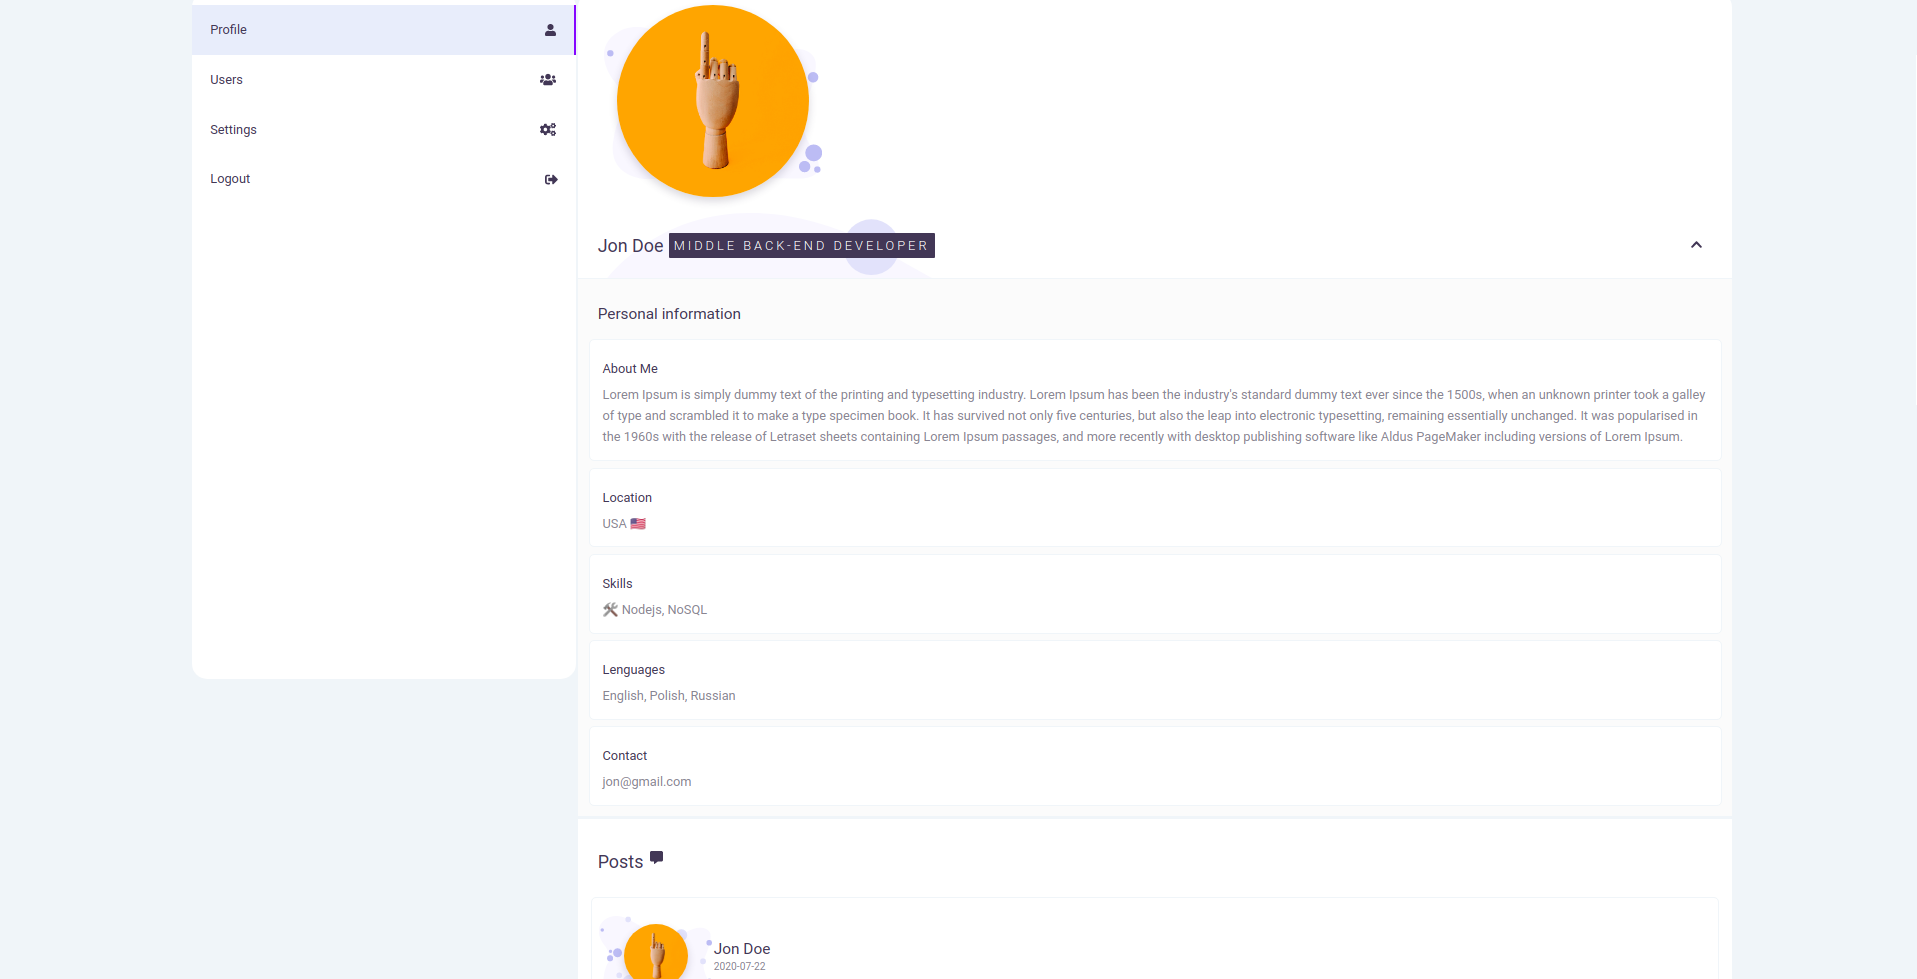 Profile
Users
Settings
Logout
Jon Doe MIDDLE BACK-END DEVELOPER
Personal information
About Me
Lorem Ipsum is simply dummy text of the printing and typesetting industry. Lorem Ipsum has been the industry's standard dummy text ever since the 1500s, when an unknown printer took a galley
of type and scrambled it to make a type specimen book. It has survived not only five centuries, but also the leap into electronic typesetting, remaining essentially unchanged. It was popularised in
the 1960s with the release of Letraset sheets containing Lorem Ipsum passages, and more recently with desktop publishing software like Aldus PageMaker including versions of Lorem Ipsum.
Location
USA 🇺🇸
Skills
🛠 Nodejs, NoSQL
Lenguages
English, Polish, Russian
Contact
jon@gmail.com
Posts
Jon Doe
2020-07-22